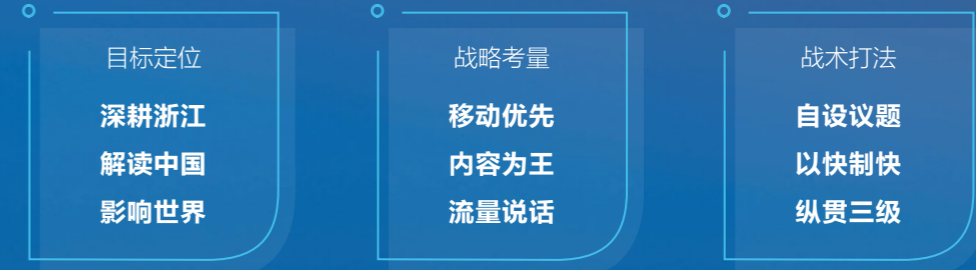 目标定位
深耕浙江
解读中国
影响世界
战略考量
移动优先
内容为王
流量说话
战术打法
自设议题
以快制快
纵贯三级